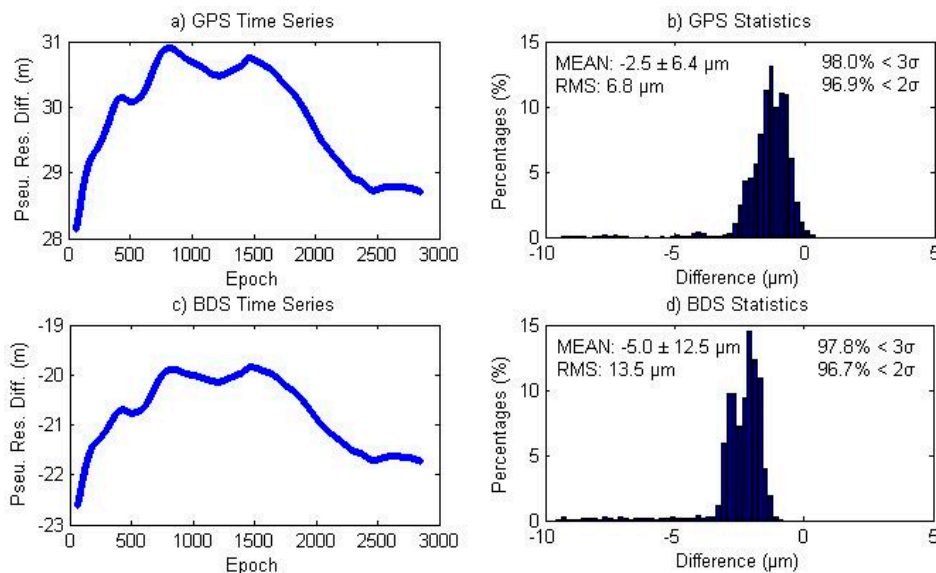 a) GPS Time Series
Pseu. Res. Diff. (m)
31
30
29
28
0 500 1000 1500 2000 2500 3000
Epoch
b) GPS Statistics
MEAN: -2.5 ± 6.4 µm
RMS: 6.8 µm
98.0% < 3σ
96.9% < 2σ
Percentages (%)
15
10
5
0
-10 -5 0 5
Difference (µm)
c) BDS Time Series
Pseu. Res. Diff. (m)
-19
-20
-21
-22
-23
0 500 1000 1500 2000 2500 3000
Epoch
d) BDS Statistics
MEAN: -5.0 ± 12.5 µm
RMS: 13.5 µm
97.8% < 3σ
96.7% < 2σ
Percentages (%)
15
10
5
0
-10 -5 0 5
Difference (µm)